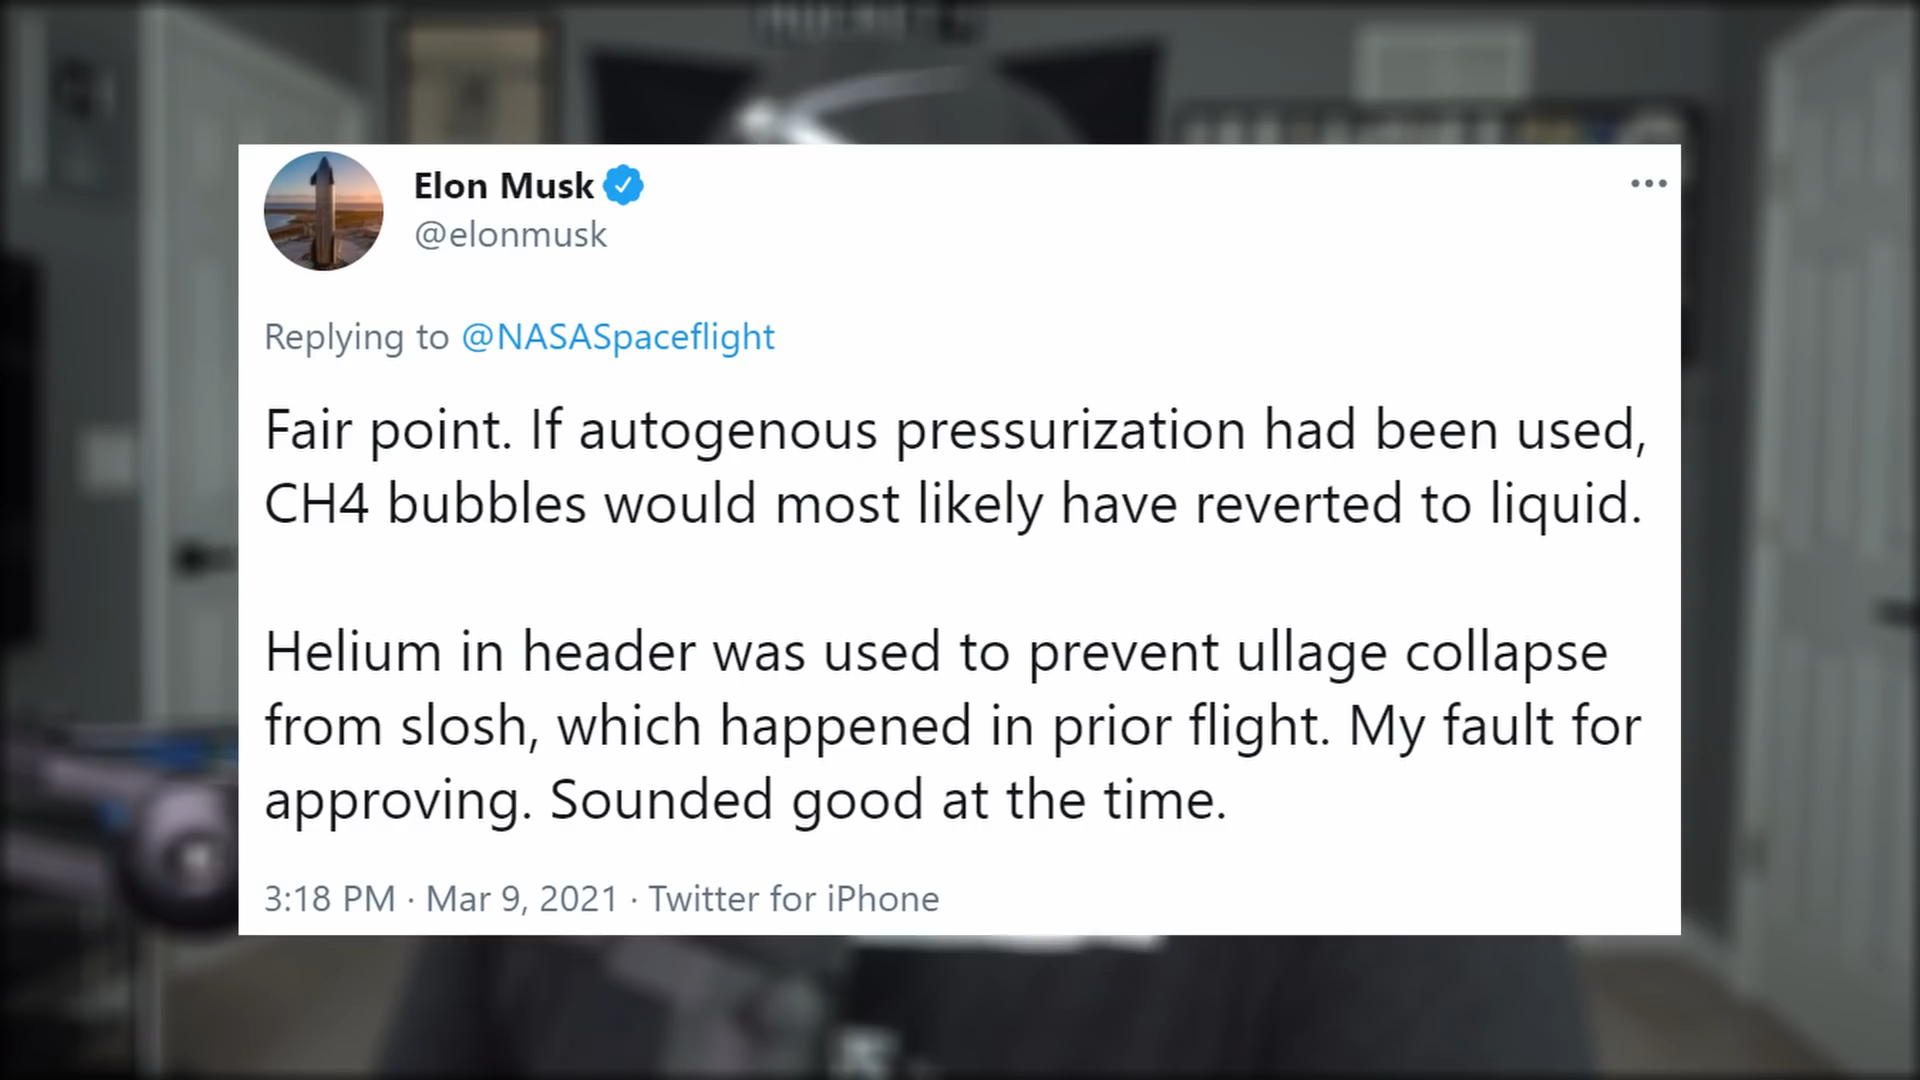 Elon Musk
@elonmusk
Replying to @NASASpaceflight
Fair point. If autogenous pressurization had been used,
CH4 bubbles would most likely have reverted to liquid.
Helium in header was used to prevent ullage collapse
from slosh, which happened in prior flight. My fault for
approving. Sounded good at the time.
3:18 PM · Mar 9, 2021 · Twitter for iPhone